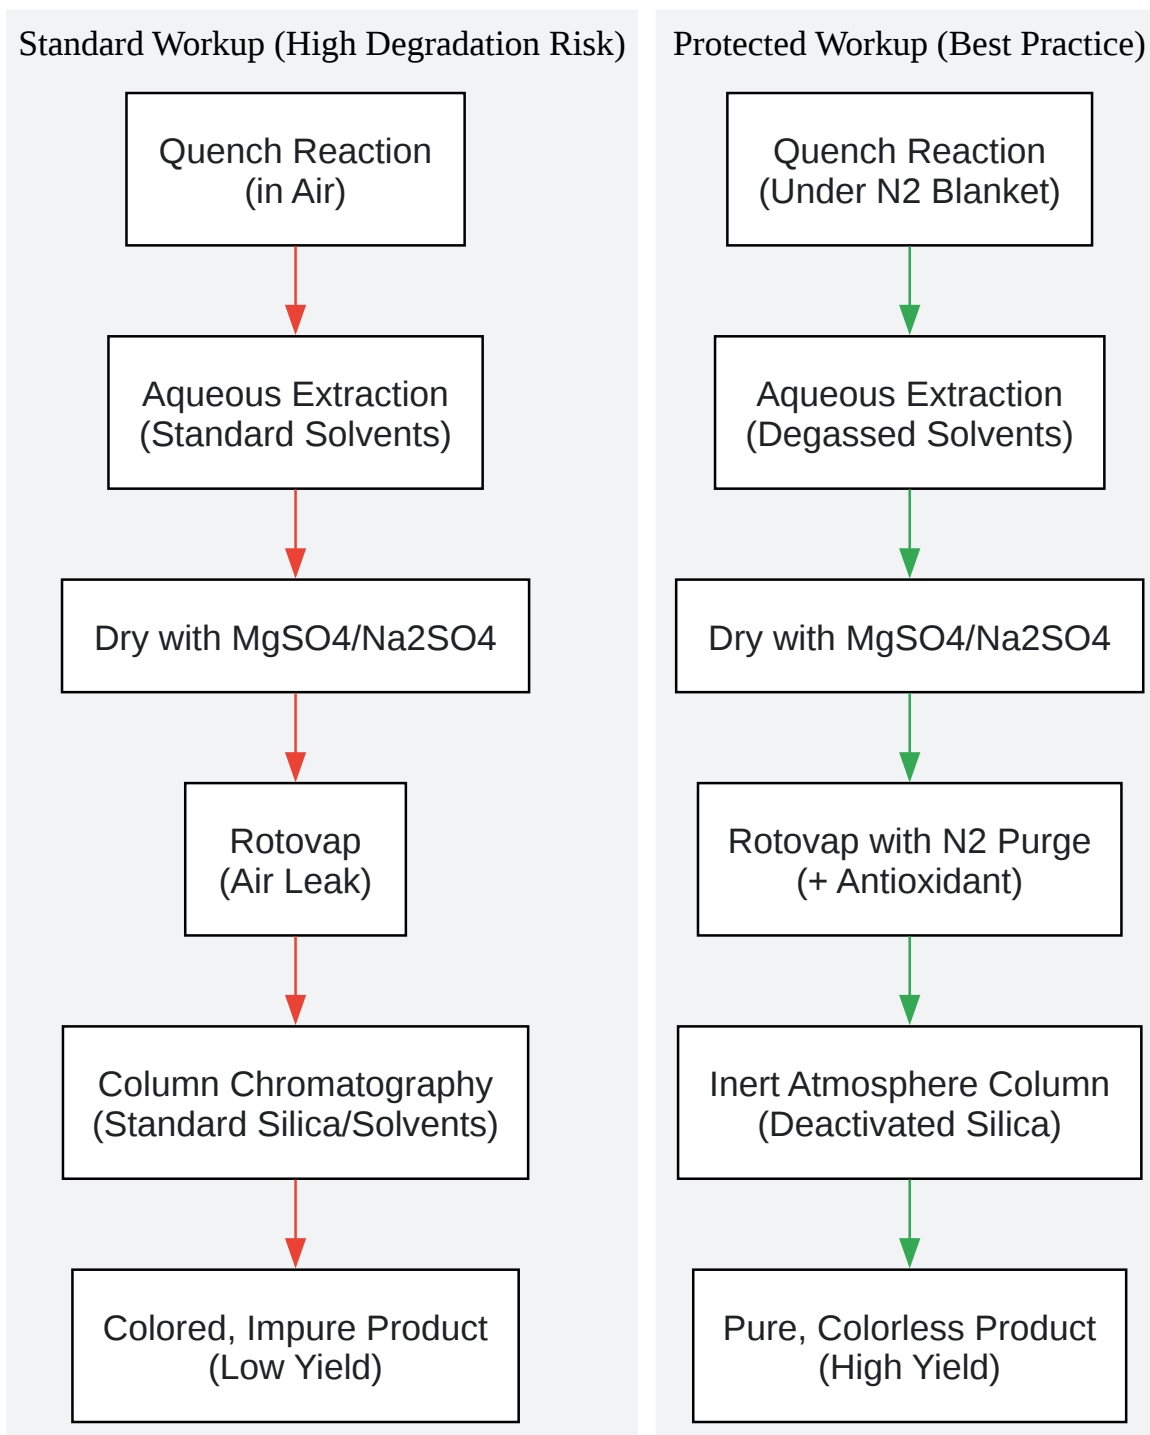 Standard Workup (High Degradation Risk)
Quench Reaction
(in Air)
Aqueous Extraction
(Standard Solvents)
Dry with MgSO4/Na2SO4
Rotovap
(Air Leak)
Column Chromatography
(Standard Silica/Solvents)
Colored, Impure Product
(Low Yield)
Protected Workup (Best Practice)
Quench Reaction
(Under N2 Blanket)
Aqueous Extraction
(Degassed Solvents)
Dry with MgSO4/Na2SO4
Rotovap with N2 Purge
(+ Antioxidant)
Inert Atmosphere Column
(Deactivated Silica)
Pure, Colorless Product
(High Yield)